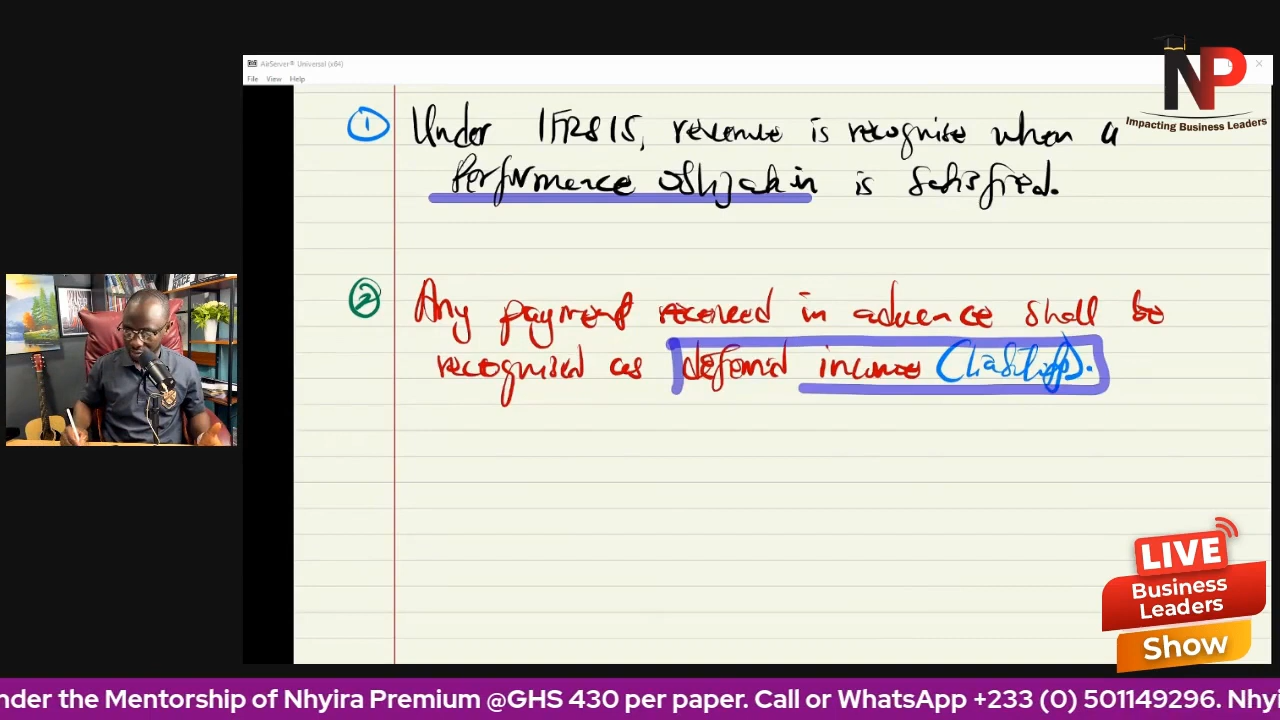 AirServer® Universal (x64)
File View Help
NP
Impacting Business Leaders
① Under IFRS 15, revenue is recognise when a
Performance obligation is satisfied.
② Any payment received in advance shall be
recognised as deferred income (Liability).
LIVE
Business
Leaders
Show
nder the Mentorship of Nhyira Premium @GHS 430 per paper. Call or WhatsApp +233 (0) 501149296. Nhyi